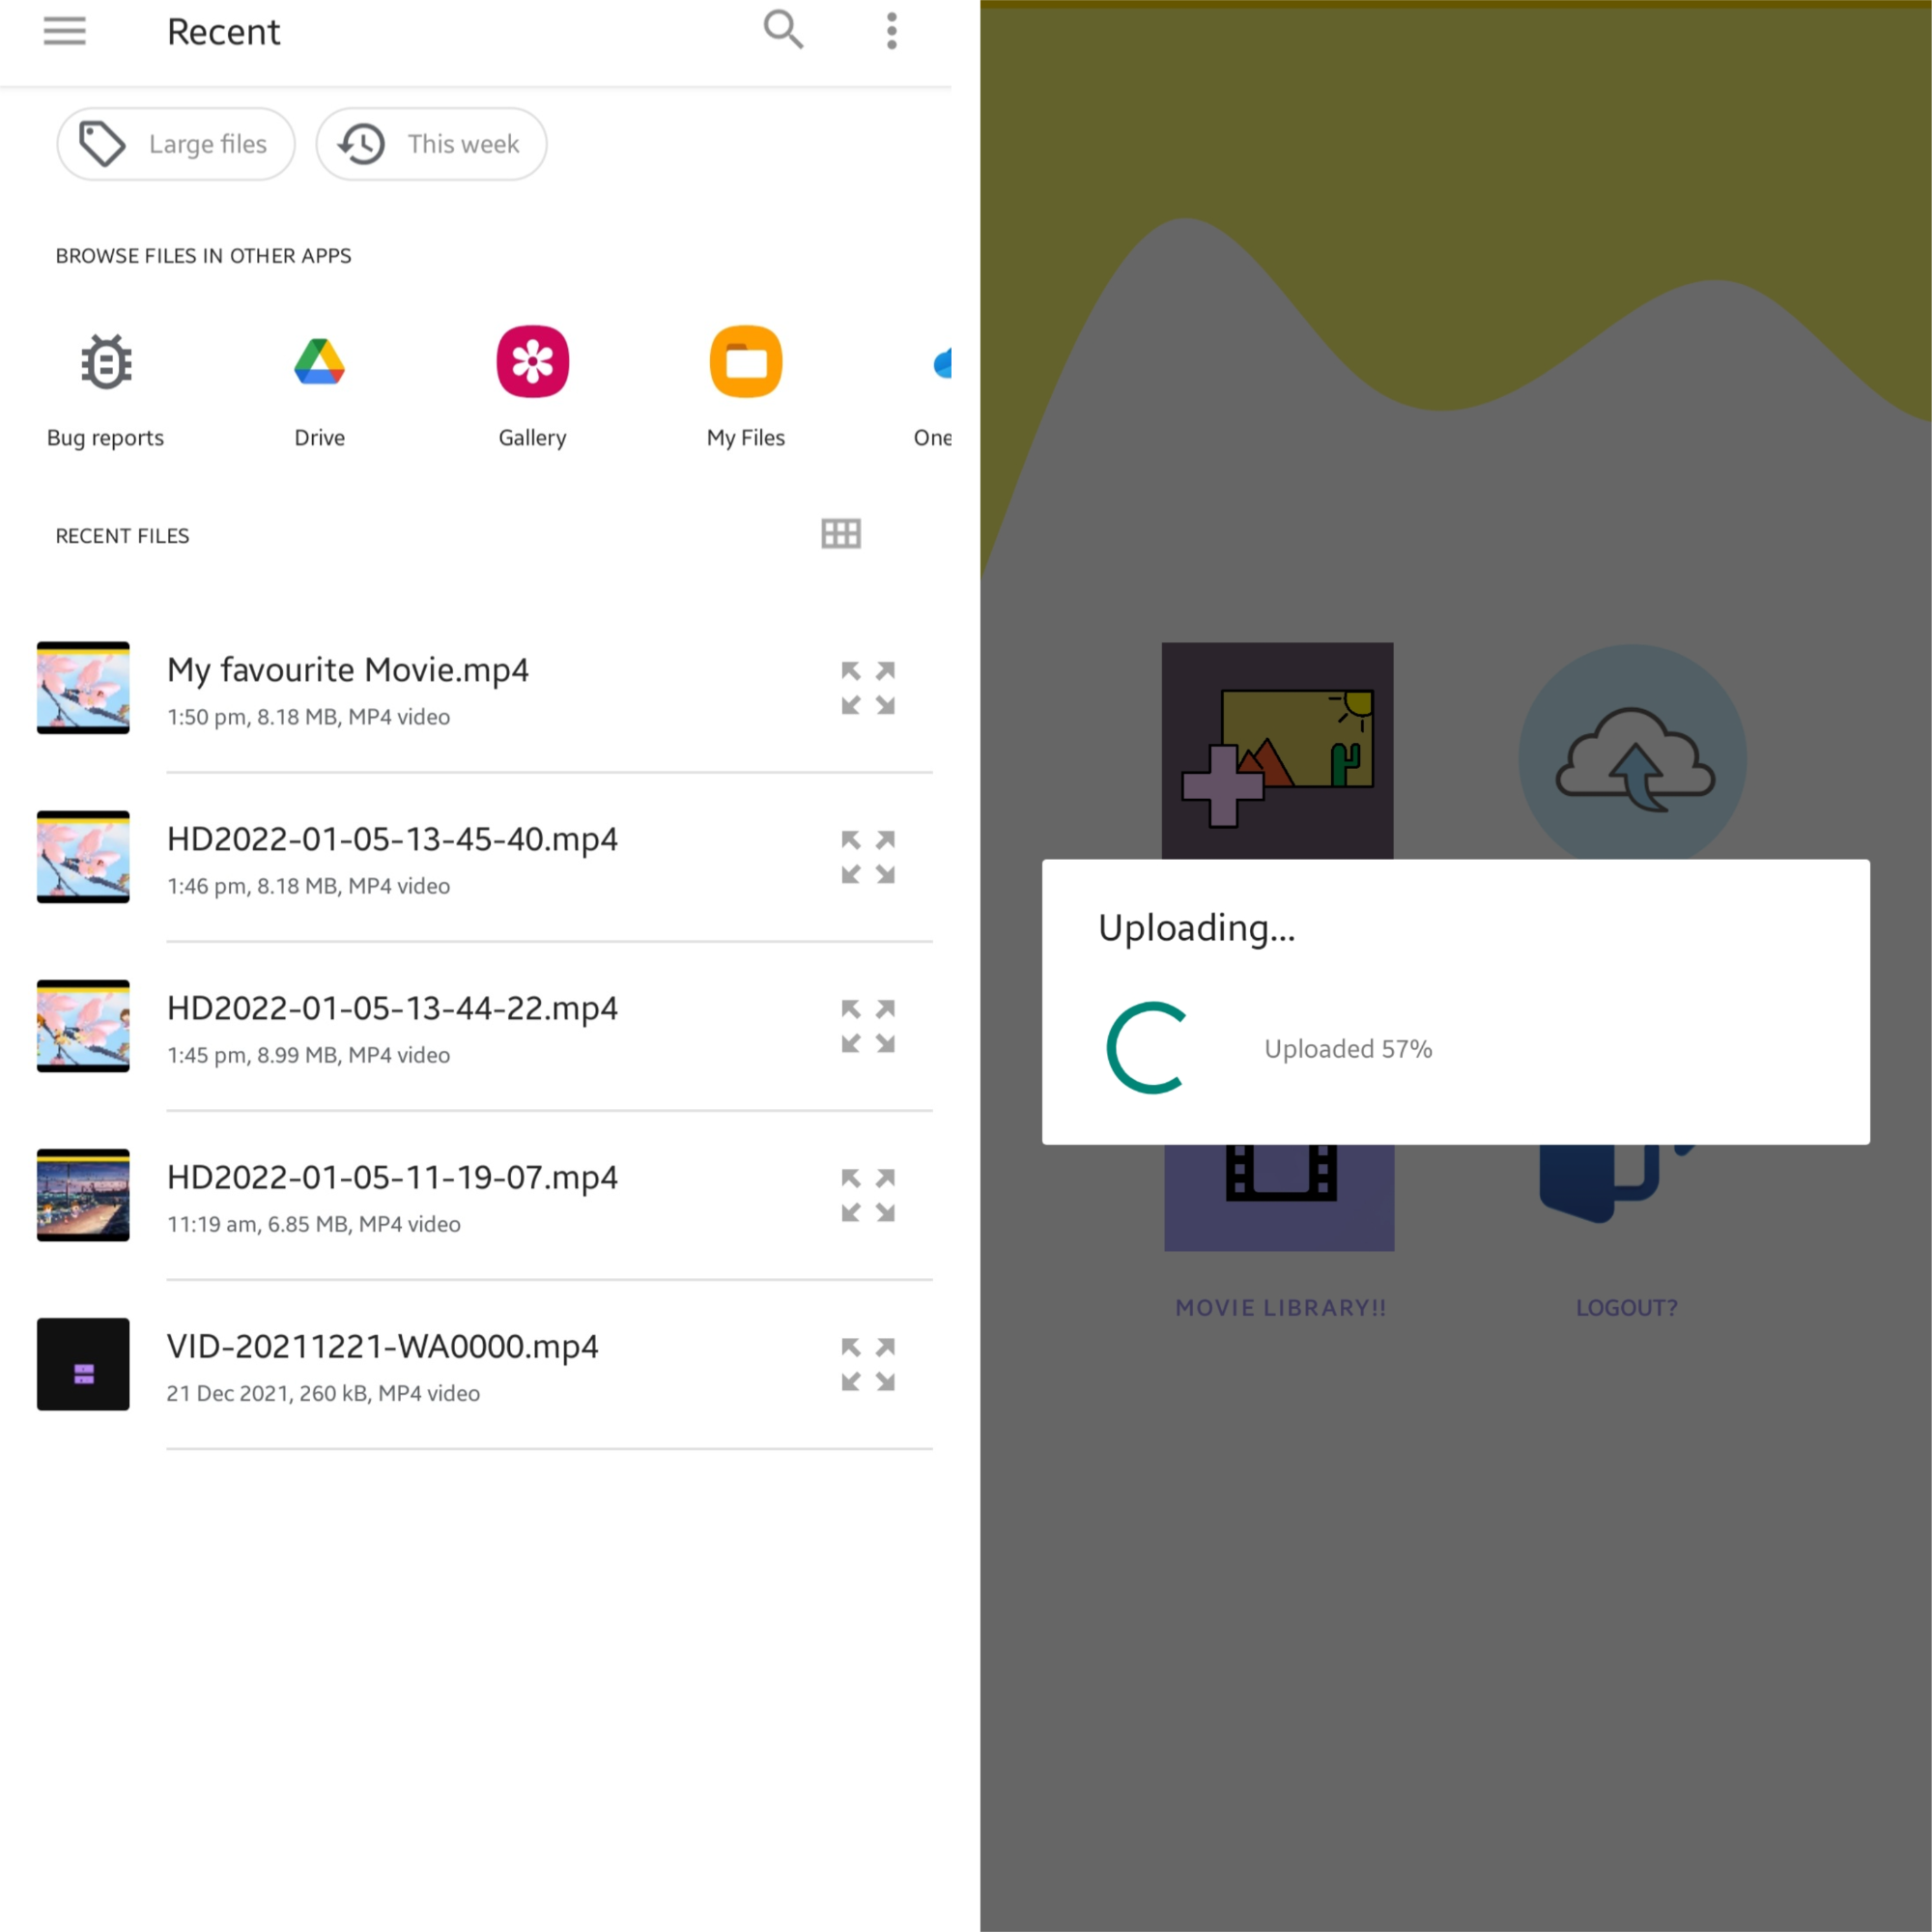 Recent
Large files
This week
BROWSE FILES IN OTHER APPS
Bug reports
Drive
Gallery
My Files
One
RECENT FILES
My favourite Movie.mp4
1:50 pm, 8.18 MB, MP4 video
HD2022-01-05-13-45-40.mp4
1:46 pm, 8.18 MB, MP4 video
HD2022-01-05-13-44-22.mp4
1:45 pm, 8.99 MB, MP4 video
HD2022-01-05-11-19-07.mp4
11:19 am, 6.85 MB, MP4 video
VID-20211221-WA0000.mp4
21 Dec 2021, 260 kB, MP4 video
Uploading...
Uploaded 57%
MOVIE LIBRARY!!
LOGOUT?